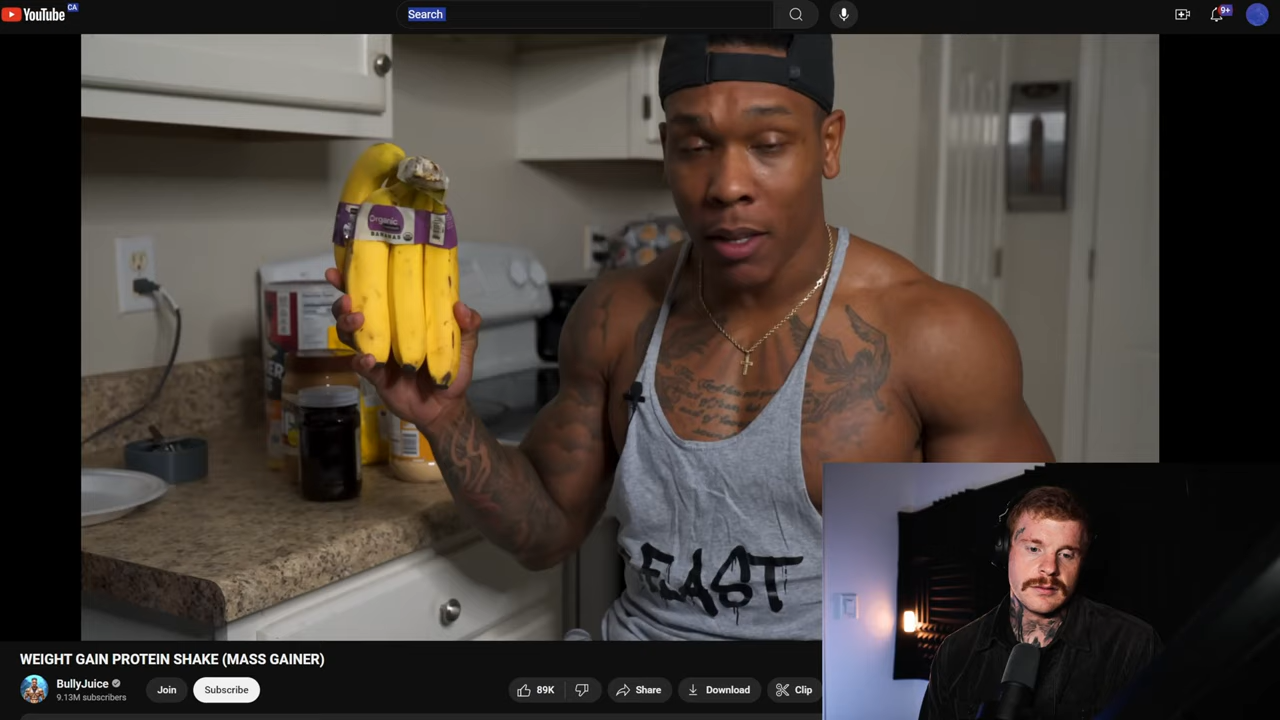 YouTube CA
Search
9+
Organic
BANANAS
EAST
WEIGHT GAIN PROTEIN SHAKE (MASS GAINER)
BullyJuice
9.13M subscribers
Join
Subscribe
89K
Share
Download
Clip